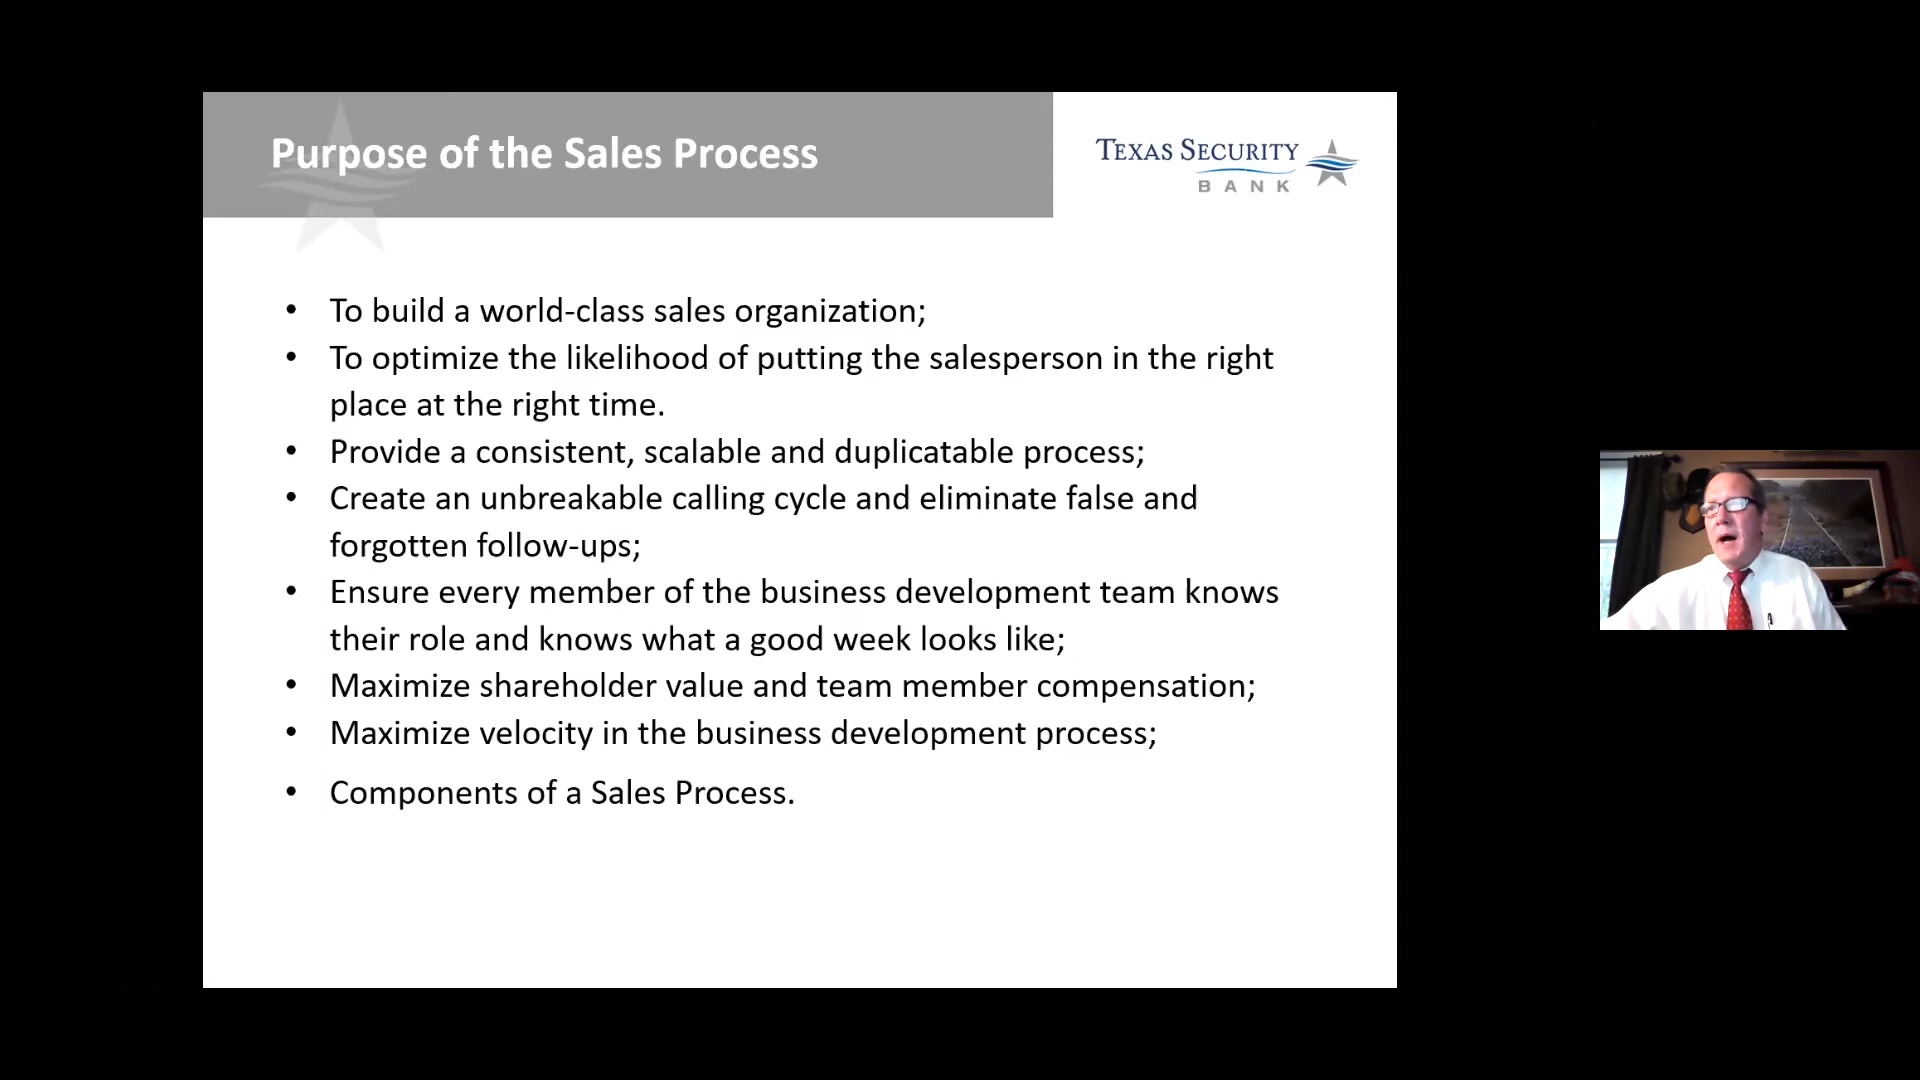 Purpose of the Sales Process
TEXAS SECURITY
BANK
• To build a world-class sales organization;
• To optimize the likelihood of putting the salesperson in the right
place at the right time.
• Provide a consistent, scalable and duplicatable process;
• Create an unbreakable calling cycle and eliminate false and
forgotten follow-ups;
• Ensure every member of the business development team knows
their role and knows what a good week looks like;
• Maximize shareholder value and team member compensation;
• Maximize velocity in the business development process;
• Components of a Sales Process.